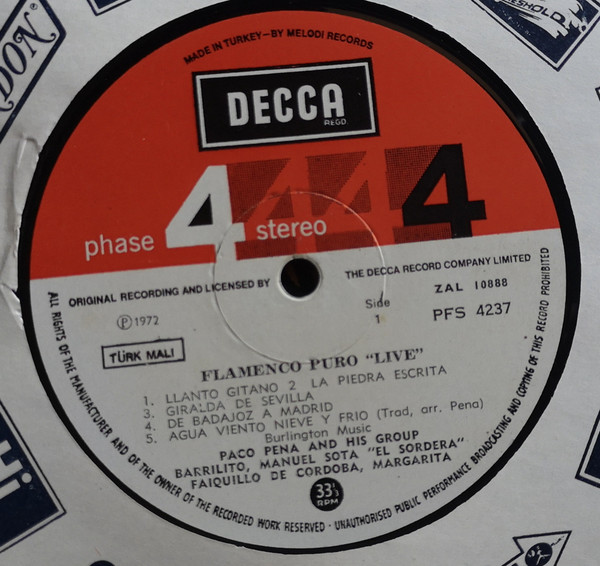 MADE IN TURKEY—BY MELODI RECORDS
DECCA
REGD.
phase 4 stereo 4
ORIGINAL RECORDING AND LICENSED BY THE DECCA RECORD COMPANY LIMITED
Side
1
ZAL 10888
PFS 4237
Ⓟ1972
TÜRK MALI
FLAMENCO PURO "LIVE"
1. LLANTO GITANO 2 LA PIEDRA ESCRITA
3. GIRALDA DE SEVILLA
4. DE BADAJOZ A MADRID
5. AGUA VIENTO NIEVE Y FRIO (Trad, arr. Pena)
Burlington Music
PACO PENA AND HIS GROUP
BARRILITO, MANUEL SOTA "EL SORDERA"
FAIQUILLO DE CORDOBA, MARGARITA
33⅓
RPM
ALL RIGHTS OF THE MANUFACTURER AND OF THE OWNER OF THE RECORDED WORK RESERVED · UNAUTHORISED PUBLIC PERFORMANCE BROADCASTING AND COPYING OF THIS RECORD PROHIBITED